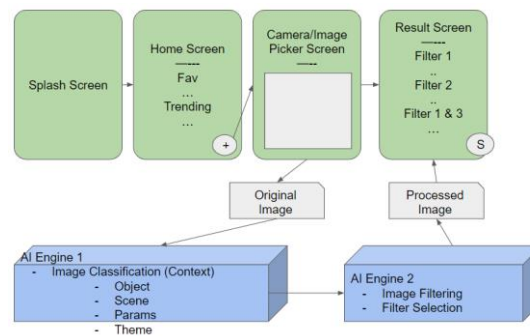 Splash Screen
Home Screen
-----
Fav
...
Trending
...
+
Camera/Image
Picker Screen
-----
Result Screen
-----
Filter 1
..
Filter 2
..
Filter 1 & 3
...
S
Original
Image
Processed
Image
AI Engine 1
- Image Classification (Context)
- Object
- Scene
- Params
- Theme
AI Engine 2
- Image Filtering
- Filter Selection